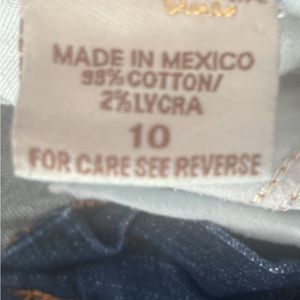 MADE IN MEXICO
98% COTTON/
2% LYCRA
10
FOR CARE SEE REVERSE